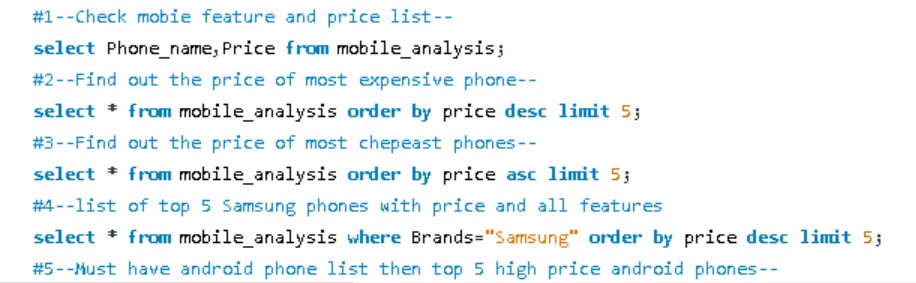 #1--Check mobie feature and price list--
select Phone_name,Price from mobile_analysis;
#2--Find out the price of most expensive phone--
select * from mobile_analysis order by price desc limit 5;
#3--Find out the price of most chepeast phones--
select * from mobile_analysis order by price asc limit 5;
#4--list of top 5 Samsung phones with price and all features
select * from mobile_analysis where Brands="Samsung" order by price desc limit 5;
#5--Must have android phone list then top 5 high price android phones--